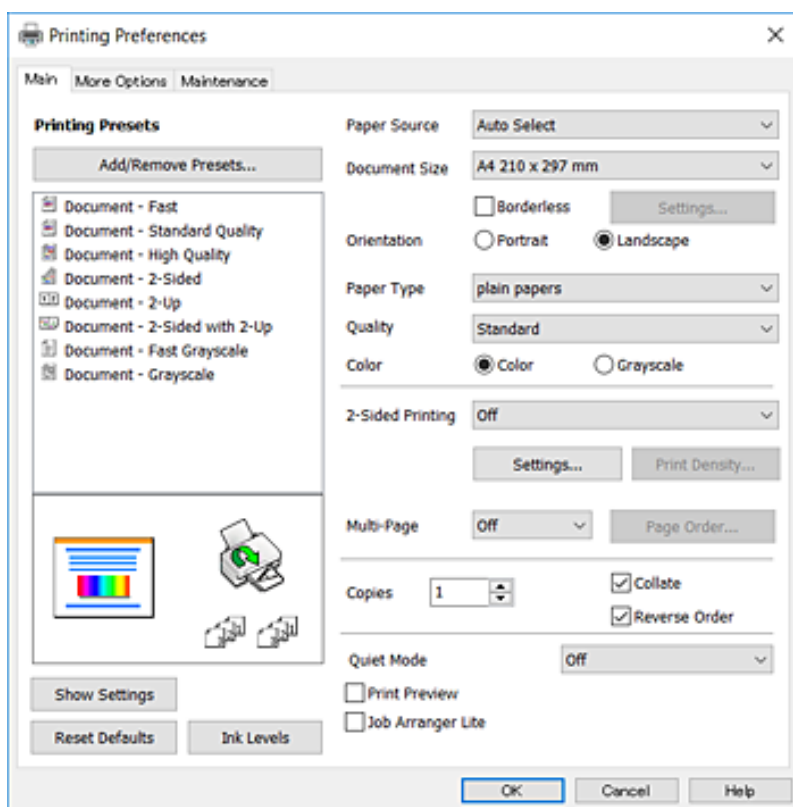 Printing Preferences
Main
More Options
Maintenance
Printing Presets
Add/Remove Presets...
Document - Fast
Document - Standard Quality
Document - High Quality
Document - 2-Sided
Document - 2-Up
Document - 2-Sided with 2-Up
Document - Fast Grayscale
Document - Grayscale
Show Settings
Reset Defaults
Ink Levels
Paper Source
Auto Select
Document Size
A4 210 x 297 mm
Borderless
Settings...
Orientation
Portrait
Landscape
Paper Type
plain papers
Quality
Standard
Color
Color
Grayscale
2-Sided Printing
Off
Settings...
Print Density...
Multi-Page
Off
Page Order...
Copies
1
Collate
Reverse Order
Quiet Mode
Off
Print Preview
Job Arranger Lite
OK
Cancel
Help